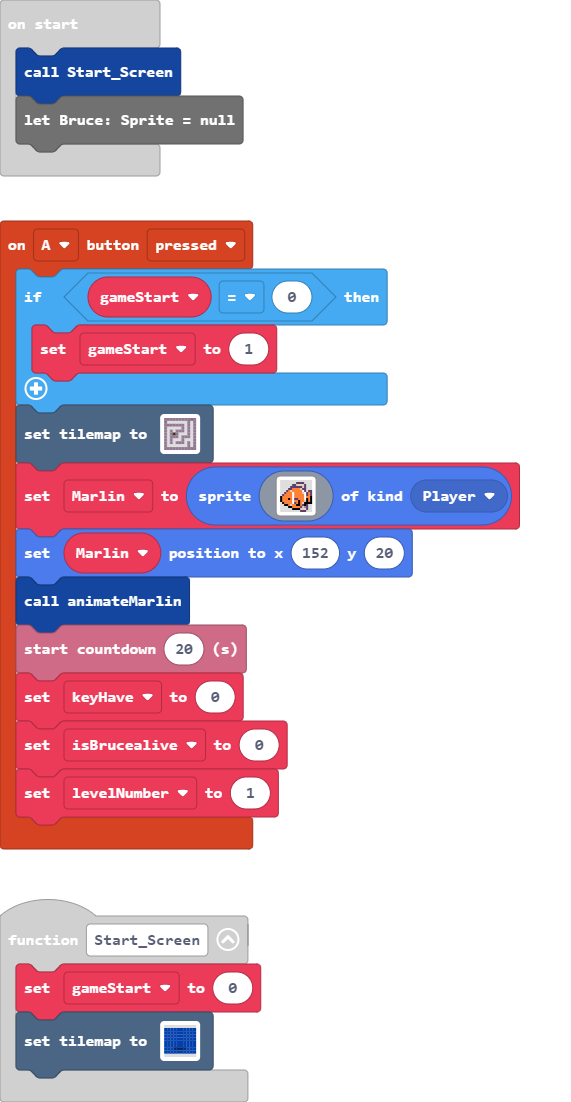 on start
call Start_Screen
let Bruce: Sprite = null
on A button pressed
if gameStart = 0 then
set gameStart to 1
set tilemap to
set Marlin to sprite of kind Player
set Marlin position to x 152 y 20
call animateMarlin
start countdown 20 (s)
set keyHave to 0
set isBrucealive to 0
set levelNumber to 1
function Start_Screen
set gameStart to 0
set tilemap to